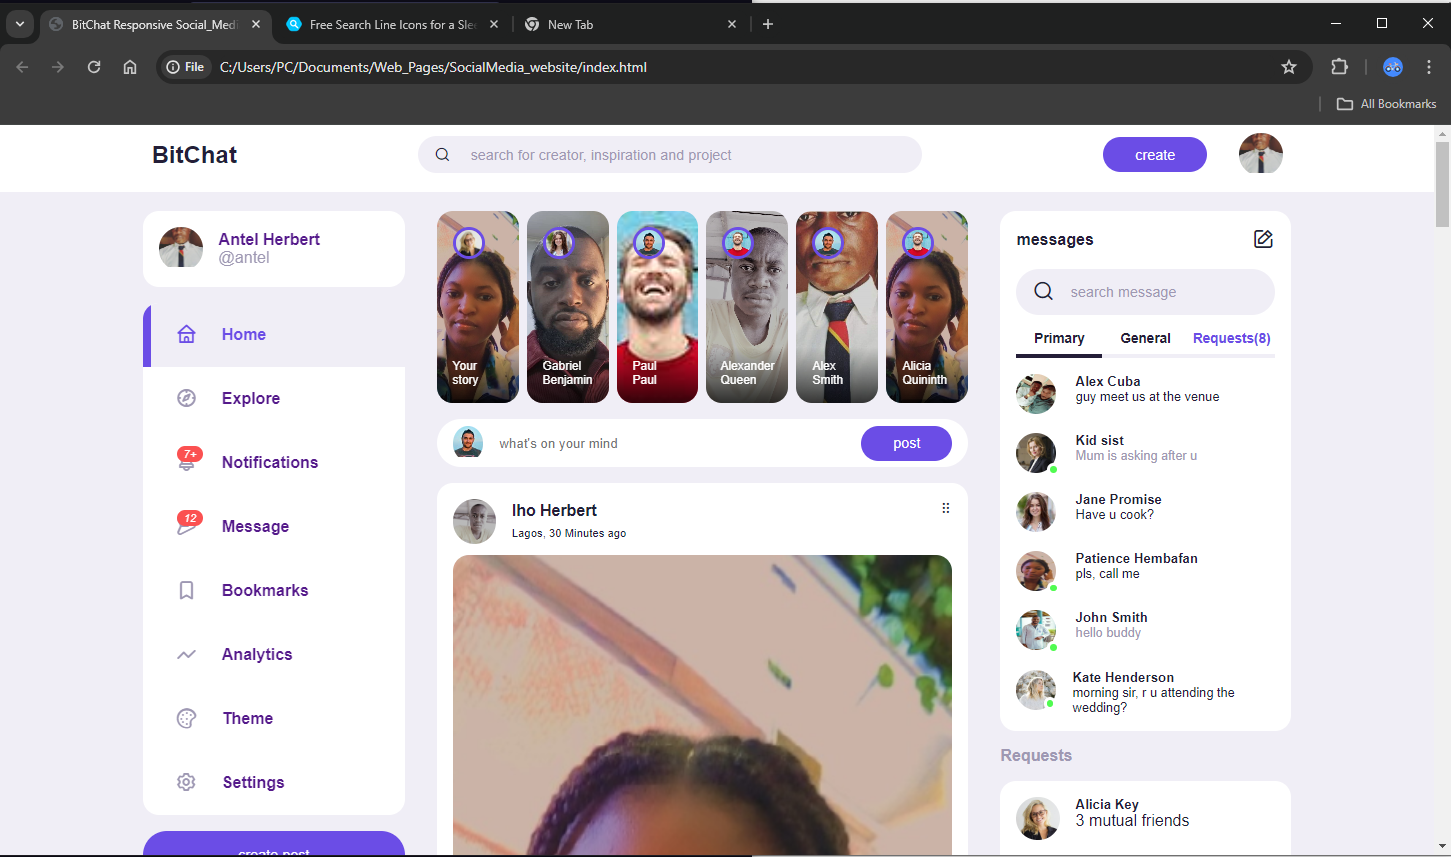 BitChat Responsive Social_Medi
Free Search Line Icons for a Slee
New Tab
File
C:/Users/PC/Documents/Web_Pages/SocialMedia_website/index.html
All Bookmarks
BitChat
search for creator, inspiration and project
create
Antel Herbert
@antel
Home
Explore
7+
Notifications
12
Message
Bookmarks
Analytics
Theme
Settings
create post
Your
story
Gabriel
Benjamin
Paul
Paul
Alexander
Queen
Alex
Smith
Alicia
Quininth
what's on your mind
post
Iho Herbert
Lagos, 30 Minutes ago
messages
search message
Primary
General
Requests(8)
Alex Cuba
guy meet us at the venue
Kid sist
Mum is asking after u
Jane Promise
Have u cook?
Patience Hembafan
pls, call me
John Smith
hello buddy
Kate Henderson
morning sir, r u attending the
wedding?
Requests
Alicia Key
3 mutual friends